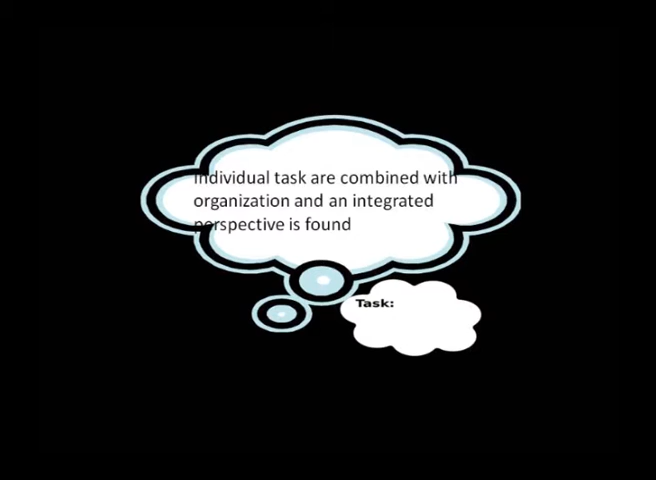 Individual task are combined with
organization and an integrated
perspective is found
Task: